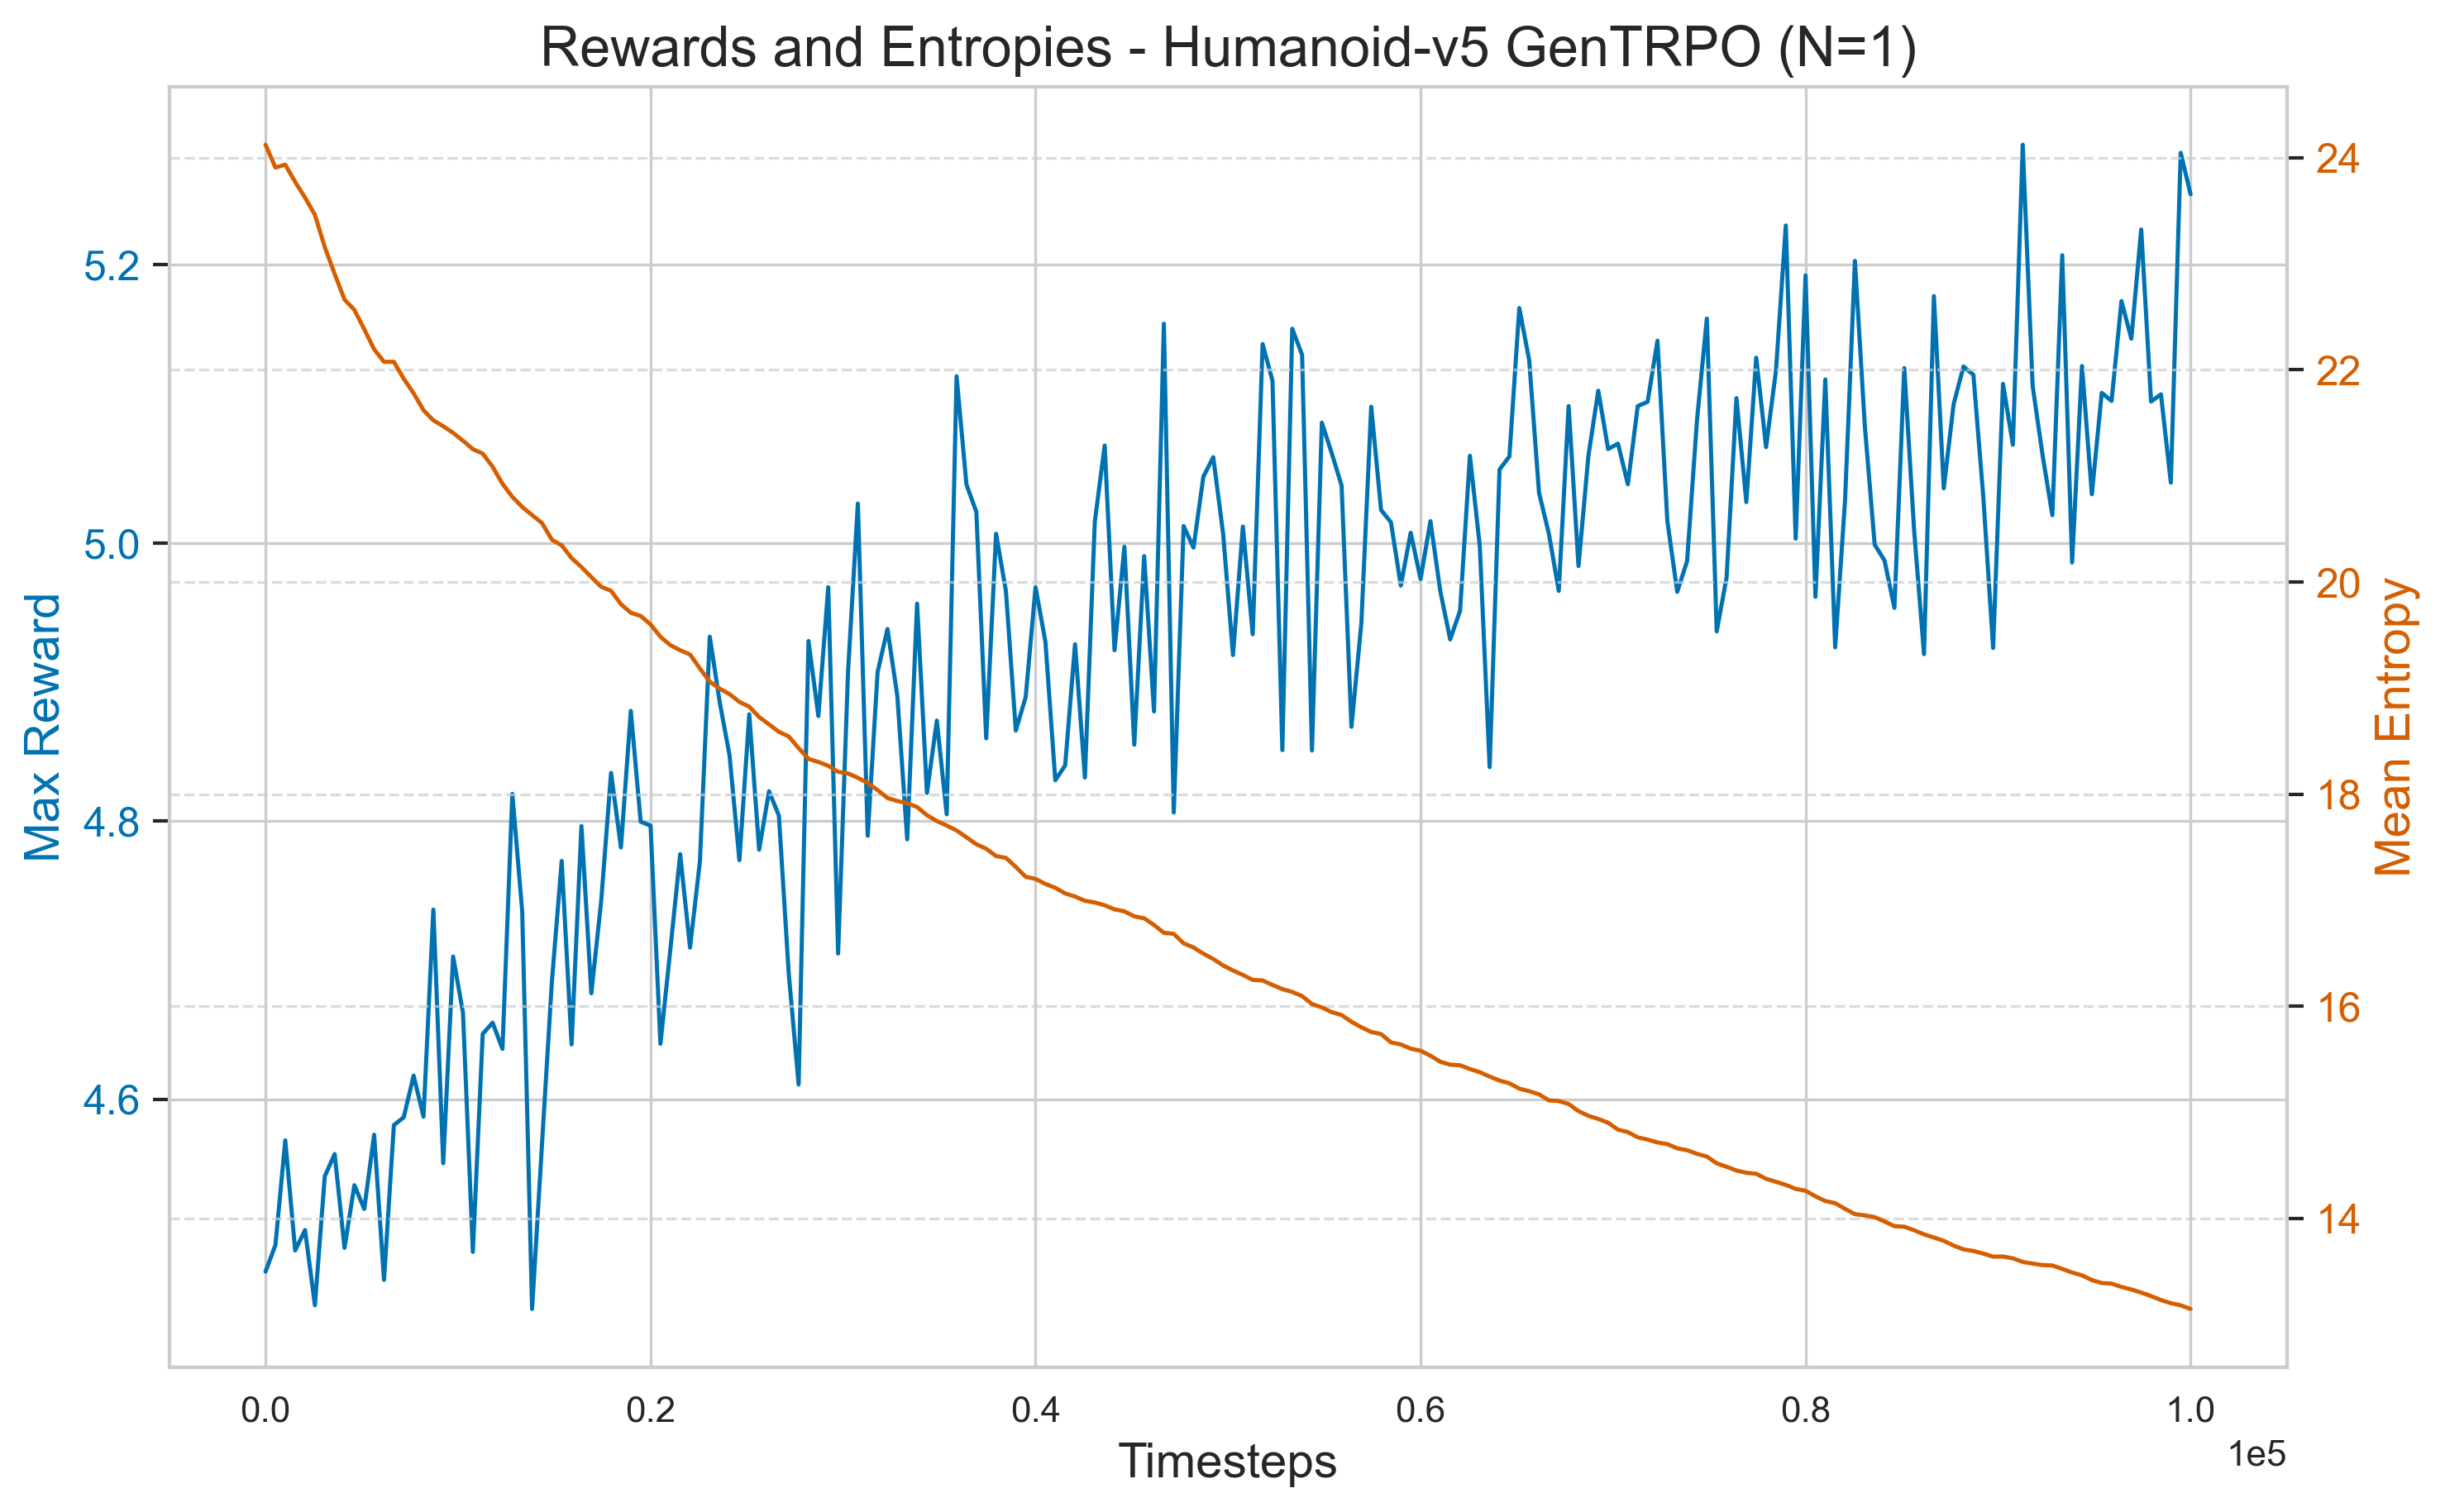 Rewards and Entropies - Humanoid-v5 GenTRPO (N=1)
Max Reward
5.2
5.0
4.8
4.6
24
22
20
18
16
14
Mean Entropy
0.0 0.2 0.4 0.6 0.8 1.0
1e5
Timesteps